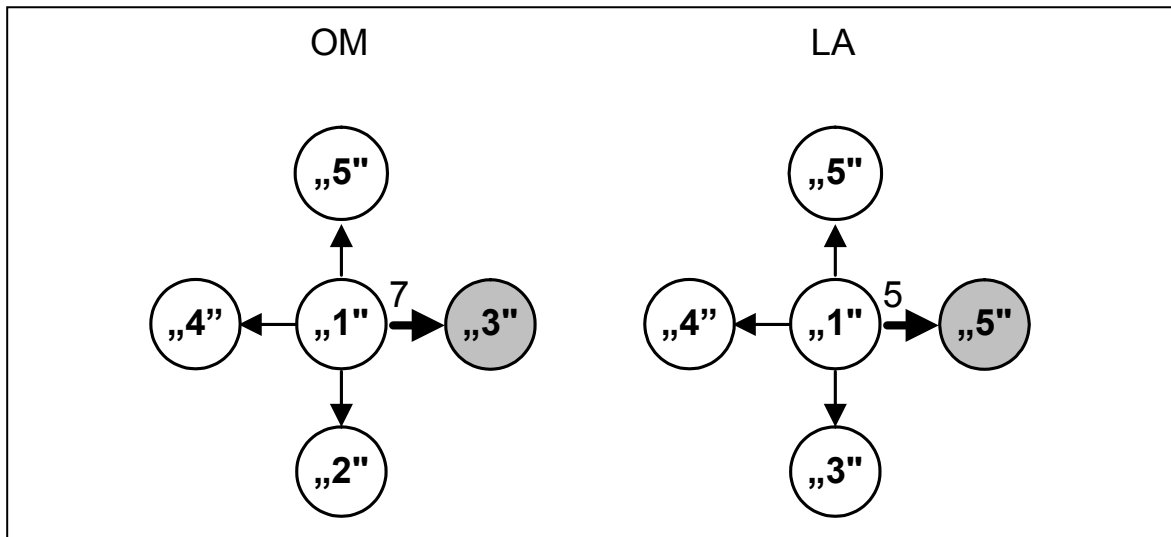 OM LA
„5" „5"
„4” „1" 7 „3" „4” „1" 5 „5"
„2" „3"